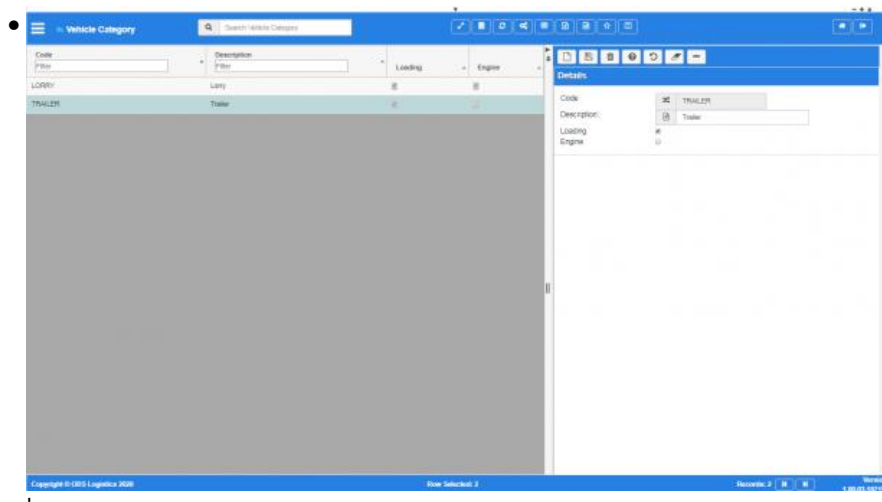 Vehicle Category
Search Vehicle Category
Code
Filter
Description
Filter
Loading
Engine
LORRY
Lorry
TRAILER
Trailer
Details
Code
TRAILER
Description
Trailer
Loading
Engine
Copyright © OBS Logistics 2020
Row Selected: 2
Records: 2